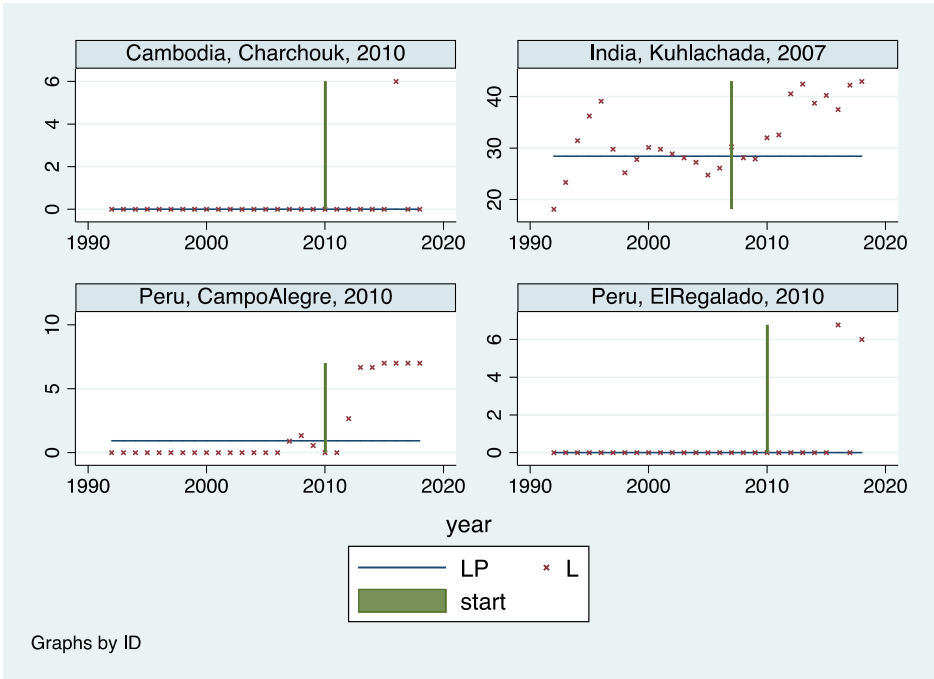 Cambodia, Charchouk, 2010
India, Kuhlachada, 2007
6
4
2
0
1990 2000 2010 2020
40
30
20
1990 2000 2010 2020
Peru, CampoAlegre, 2010
Peru, ElRegalado, 2010
10
5
0
1990 2000 2010 2020
6
4
2
0
1990 2000 2010 2020
year
LP L
start
Graphs by ID